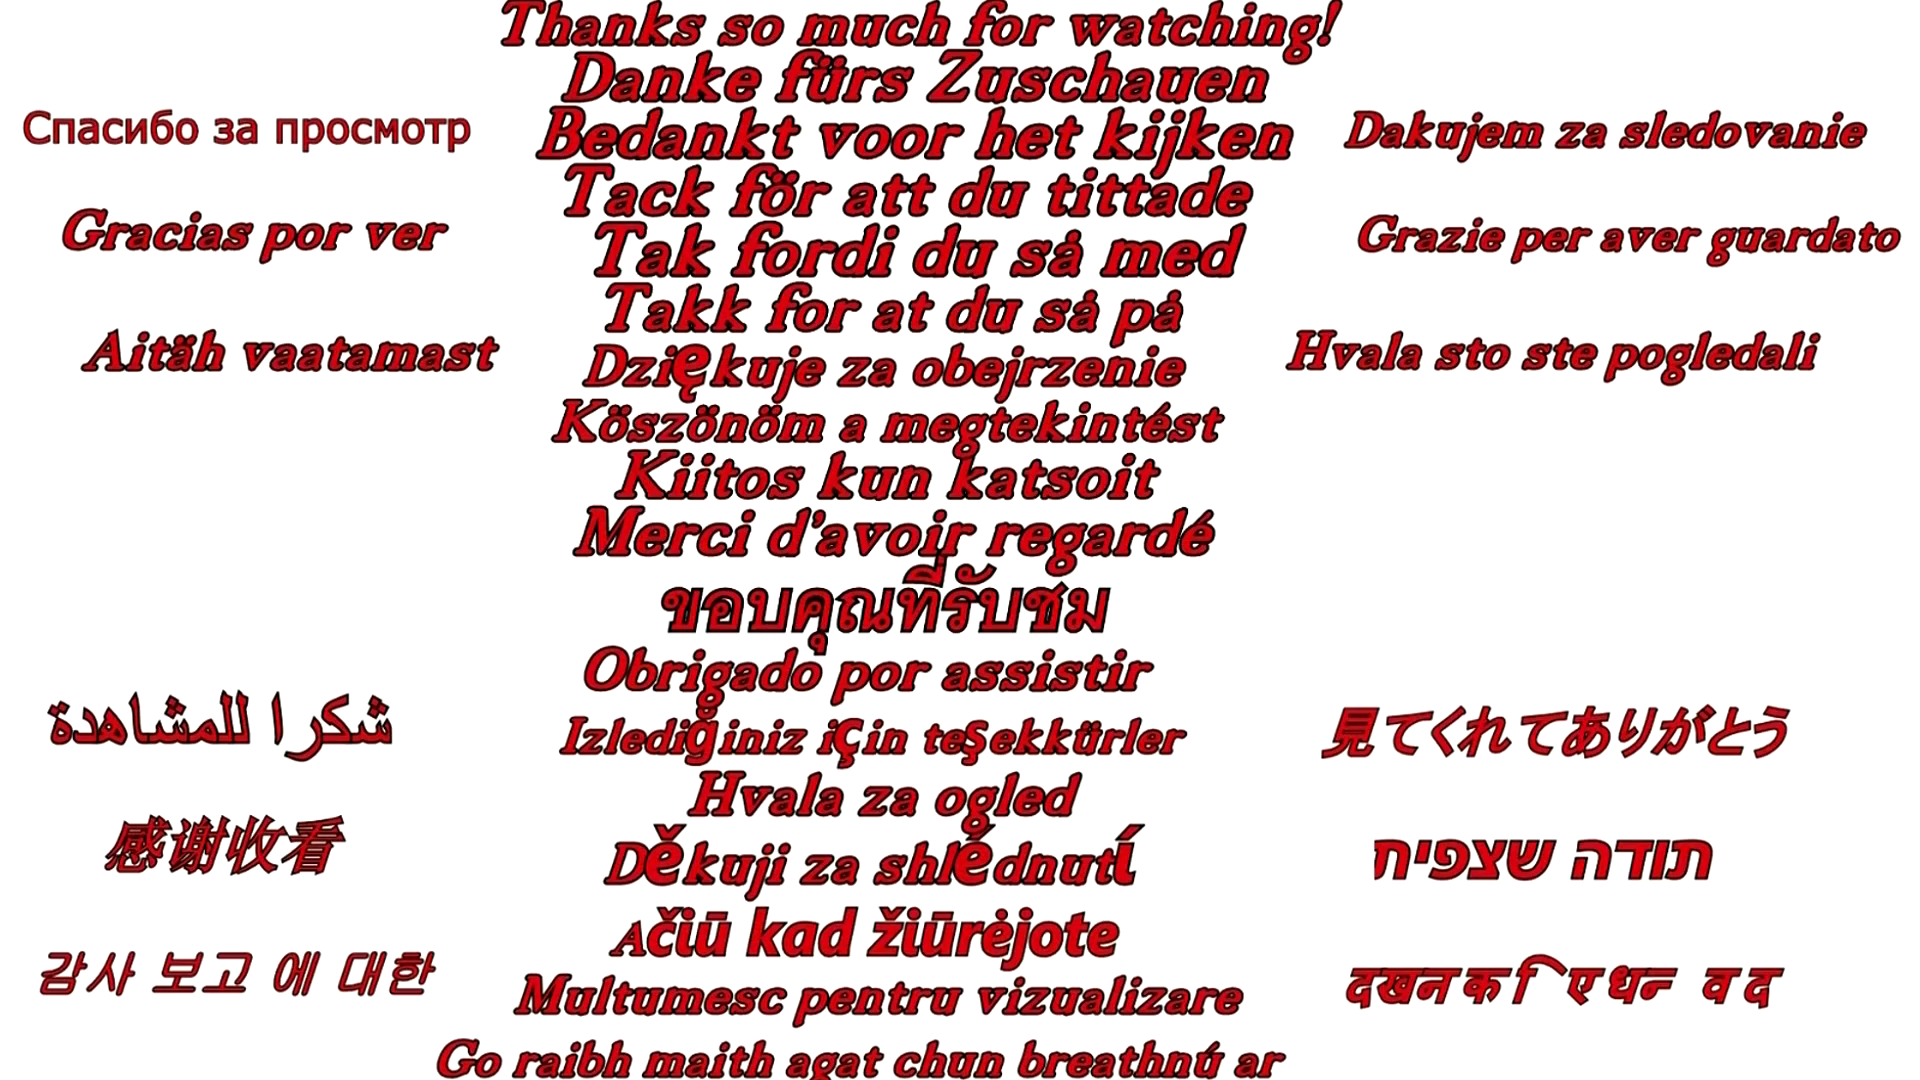 Thanks so much for watching!
Danke fürs Zuschauen
Bedankt voor het kijken
Tack för att du tittade
Tak fordi du så med
Takk for at du så på
Dziękuje za obejrzenie
Köszönöm a megtekintést
Kiitos kun katsoit
Merci d'avoir regardé
ขอบคุณที่รับชม
Obrigado por assistir
Izlediğiniz için teşekkürler
Hvala za ogled
Děkuji za shlédnutí
Ačiū kad žiūrėjote
Multumesc pentru vizualizare
Go raibh maith agat chun breathnú ar
Спасибо за просмотр
Gracias por ver
Aitäh vaatamast
شكرا للمشاهدة
感谢收看
감사 보고 에 대한
Dakujem za sledovanie
Grazie per aver guardato
Hvala sto ste pogledali
見てくれてありがとう
תודה שצפית
दखन क ि ए धन व द